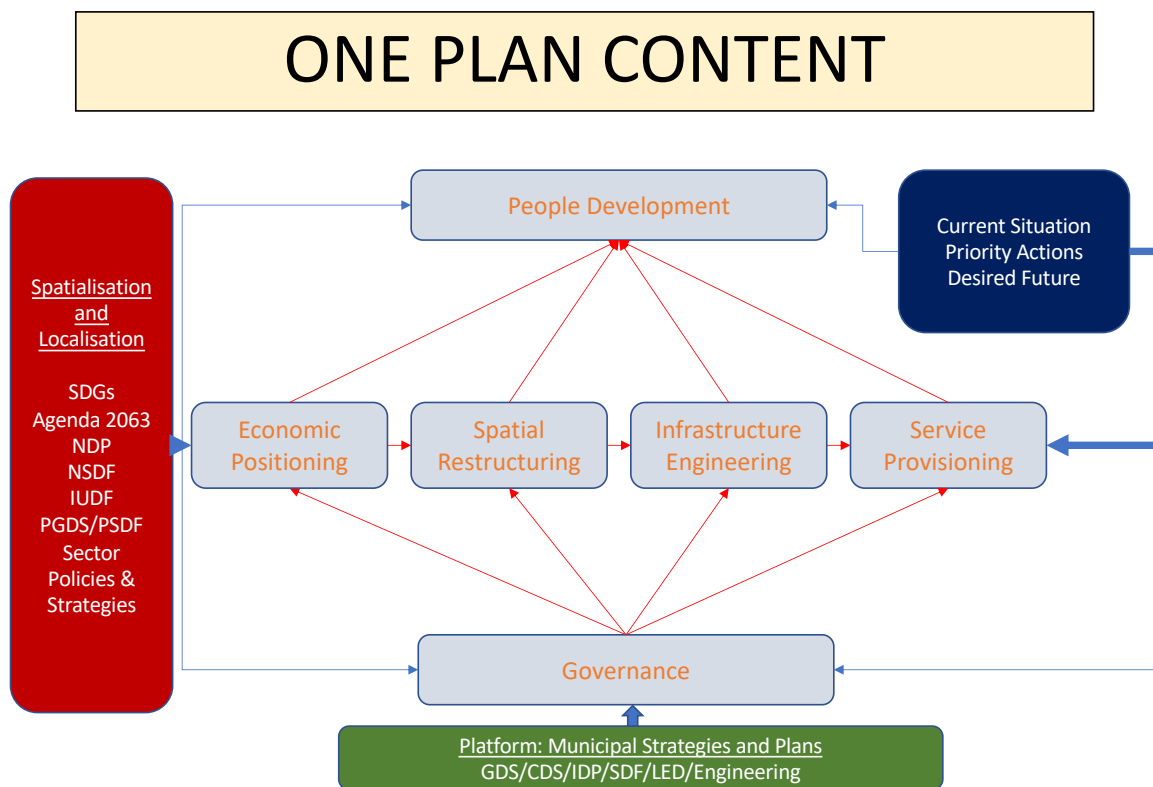 ONE PLAN CONTENT
People Development
Current Situation
Priority Actions
Desired Future
Spatialisation
and
Localisation
SDGs
Agenda 2063
NDP
NSDF
IUDF
PGDS/PSDF
Sector
Policies &
Strategies
Economic
Positioning
Spatial
Restructuring
Infrastructure
Engineering
Service
Provisioning
Governance
Platform: Municipal Strategies and Plans
GDS/CDS/IDP/SDF/LED/Engineering